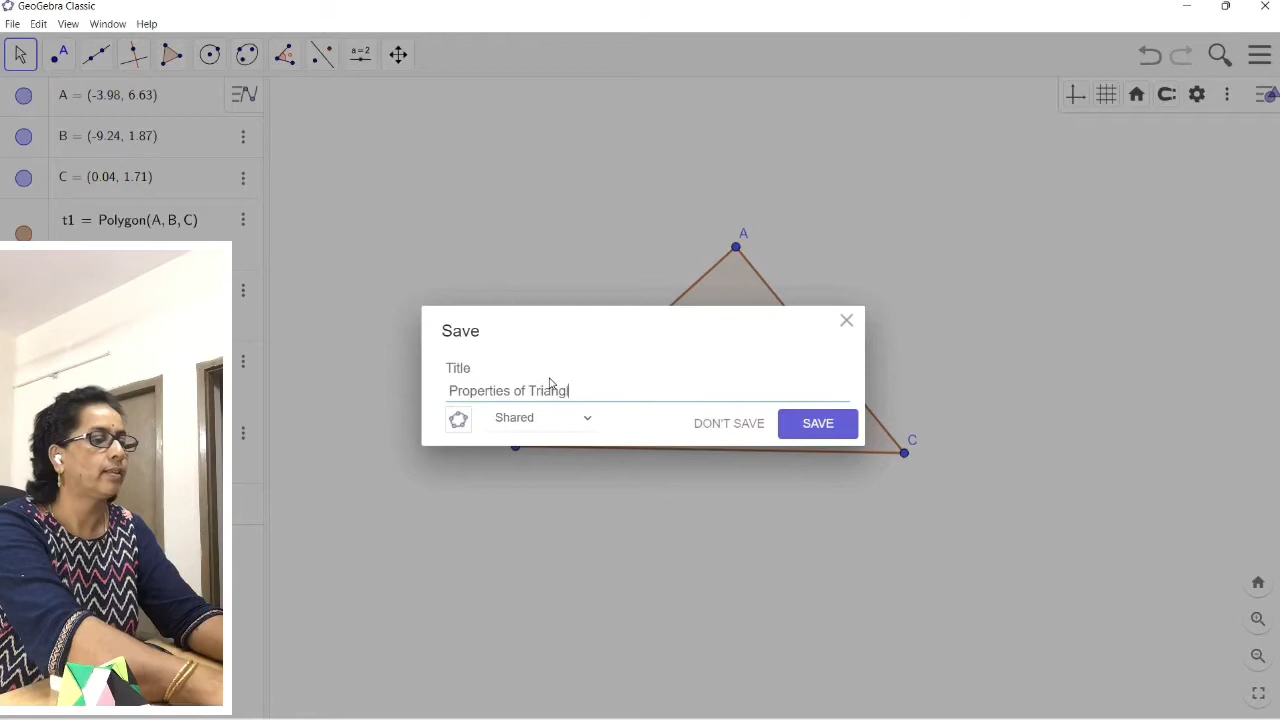 GeoGebra Classic
File Edit View Window Help
A
a=2
A = (-3.98, 6.63)
B = (-9.24, 1.87)
C = (0.04, 1.71)
t1 = Polygon(A, B, C)
A
Save
Title
Properties of Triangl
Shared
DON'T SAVE
SAVE
C